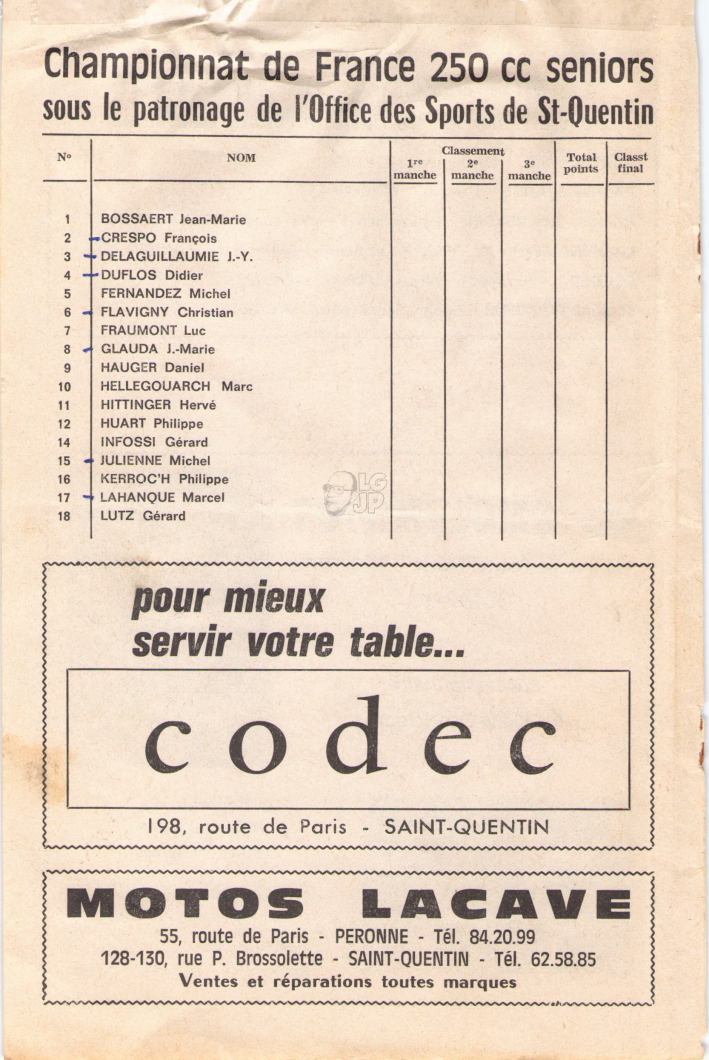 Championnat de France 250 cc seniors
sous le patronage de l'Office des Sports de St-Quentin
N° NOM Classement Total points Classt final
1re manche 2e manche 3e manche
1 BOSSAERT Jean-Marie
2 CRESPO François
3 DELAGUILLAUMIE J.-Y.
4 DUFLOS Didier
5 FERNANDEZ Michel
6 FLAVIGNY Christian
7 FRAUMONT Luc
8 GLAUDA J.-Marie
9 HAUGER Daniel
10 HELLEGOUARCH Marc
11 HITTINGER Hervé
12 HUART Philippe
14 INFOSSI Gérard
15 JULIENNE Michel
16 KERROC'H Philippe
17 LAHANQUE Marcel
18 LUTZ Gérard
LG
JP
pour mieux
servir votre table...
codec
198, route de Paris - SAINT-QUENTIN
MOTOS LACAVE
55, route de Paris - PERONNE - Tél. 84.20.99
128-130, rue P. Brossolette - SAINT-QUENTIN - Tél. 62.58.85
Ventes et réparations toutes marques